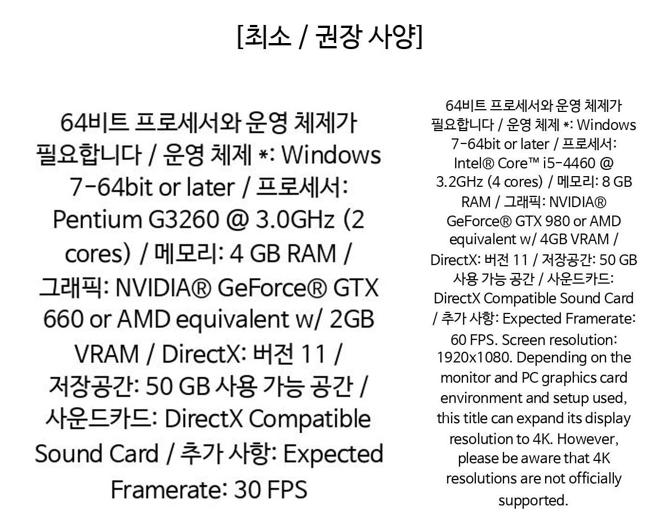 [최소 / 권장 사양]
64비트 프로세서와 운영 체제가
필요합니다 / 운영 체제 *: Windows
7-64bit or later / 프로세서:
Pentium G3260 @ 3.0GHz (2
cores) / 메모리: 4 GB RAM /
그래픽: NVIDIA® GeForce® GTX
660 or AMD equivalent w/ 2GB
VRAM / DirectX: 버전 11 /
저장공간: 50 GB 사용 가능 공간 /
사운드카드: DirectX Compatible
Sound Card / 추가 사항: Expected
Framerate: 30 FPS
64비트 프로세서와 운영 체제가
필요합니다 / 운영 체제 *: Windows
7-64bit or later / 프로세서:
Intel® Core™ i5-4460 @
3.2GHz (4 cores) / 메모리: 8 GB
RAM / 그래픽: NVIDIA®
GeForce® GTX 980 or AMD
equivalent w/ 4GB VRAM /
DirectX: 버전 11 / 저장공간: 50 GB
사용 가능 공간 / 사운드카드:
DirectX Compatible Sound Card
/ 추가 사항: Expected Framerate:
60 FPS. Screen resolution:
1920x1080. Depending on the
monitor and PC graphics card
environment and setup used,
this title can expand its display
resolution to 4K. However,
please be aware that 4K
resolutions are not officially
supported.